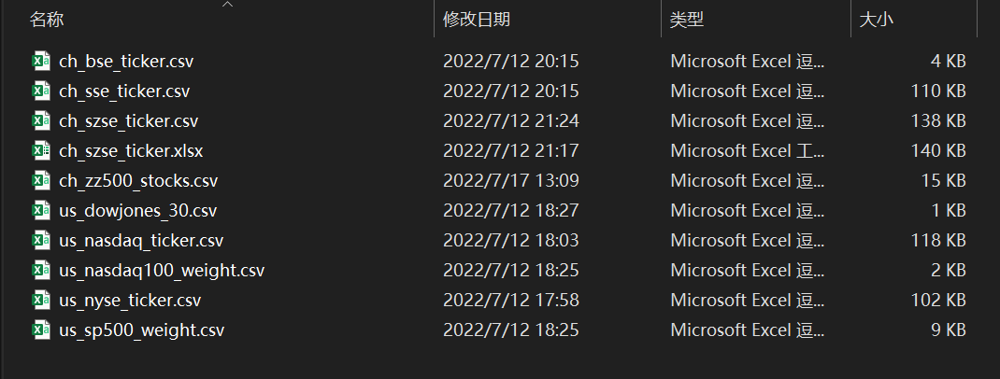 名称 修改日期 类型 大小
ch_bse_ticker.csv 2022/7/12 20:15 Microsoft Excel 逗... 4 KB
ch_sse_ticker.csv 2022/7/12 20:15 Microsoft Excel 逗... 110 KB
ch_szse_ticker.csv 2022/7/12 21:24 Microsoft Excel 逗... 138 KB
ch_szse_ticker.xlsx 2022/7/12 21:17 Microsoft Excel 工... 140 KB
ch_zz500_stocks.csv 2022/7/17 13:09 Microsoft Excel 逗... 15 KB
us_dowjones_30.csv 2022/7/12 18:27 Microsoft Excel 逗... 1 KB
us_nasdaq_ticker.csv 2022/7/12 18:03 Microsoft Excel 逗... 118 KB
us_nasdaq100_weight.csv 2022/7/12 18:25 Microsoft Excel 逗... 2 KB
us_nyse_ticker.csv 2022/7/12 17:58 Microsoft Excel 逗... 102 KB
us_sp500_weight.csv 2022/7/12 18:25 Microsoft Excel 逗... 9 KB